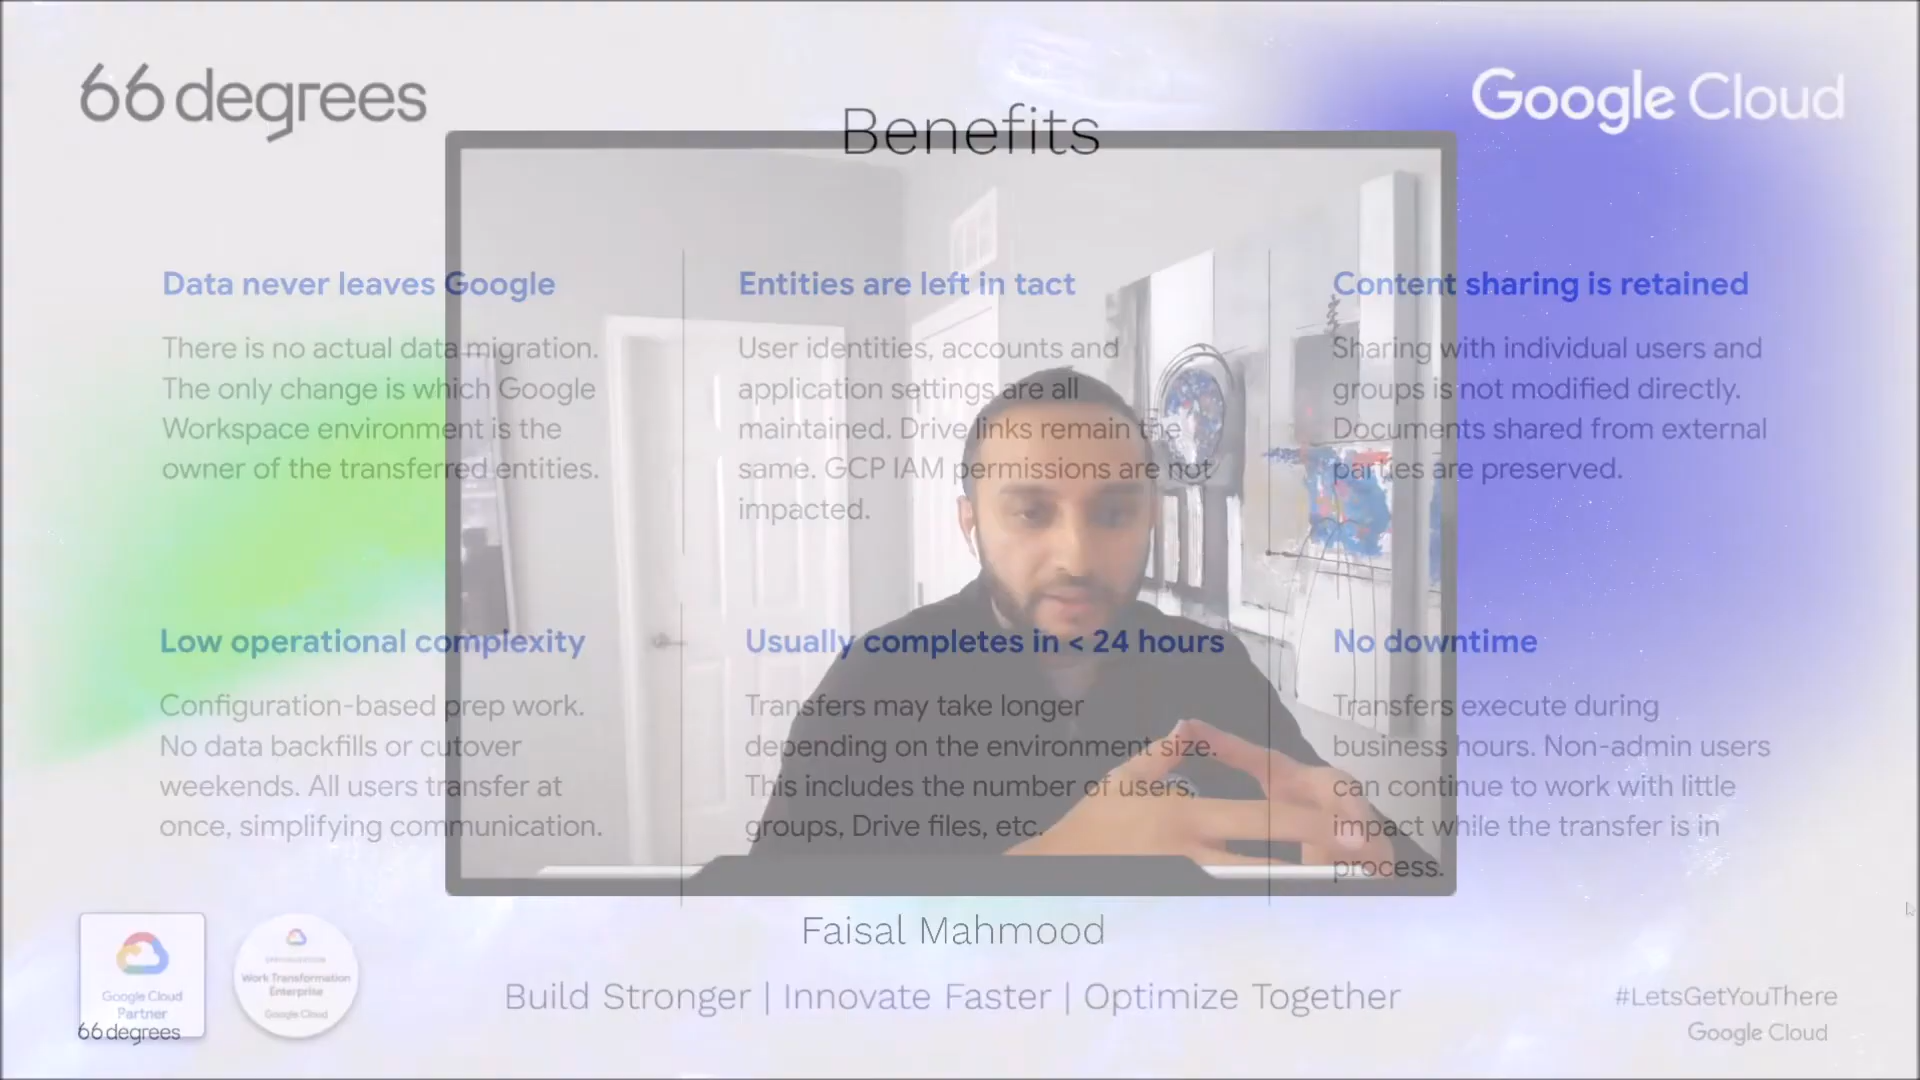 66degrees
Google Cloud
Benefits
Data never leaves Google
There is no actual data migration.
The only change is which Google
Workspace environment is the
owner of the transferred entities.
Entities are left in tact
User identities, accounts and
application settings are all
maintained. Drive links remain the
same. GCP IAM permissions are not
impacted.
Content sharing is retained
Sharing with individual users and
groups is not modified directly.
Documents shared from external
parties are preserved.
Low operational complexity
Configuration-based prep work.
No data backfills or cutover
weekends. All users transfer at
once, simplifying communication.
Usually completes in < 24 hours
Transfers may take longer
depending on the environment size.
This includes the number of users,
groups, Drive files, etc.
No downtime
Transfers execute during
business hours. Non-admin users
can continue to work with little
impact while the transfer is in
process.
Faisal Mahmood
Build Stronger | Innovate Faster | Optimize Together
Google Cloud
Partner
66degrees
Work Transformation
Enterprise
Google Cloud
#LetsGetYouThere
Google Cloud